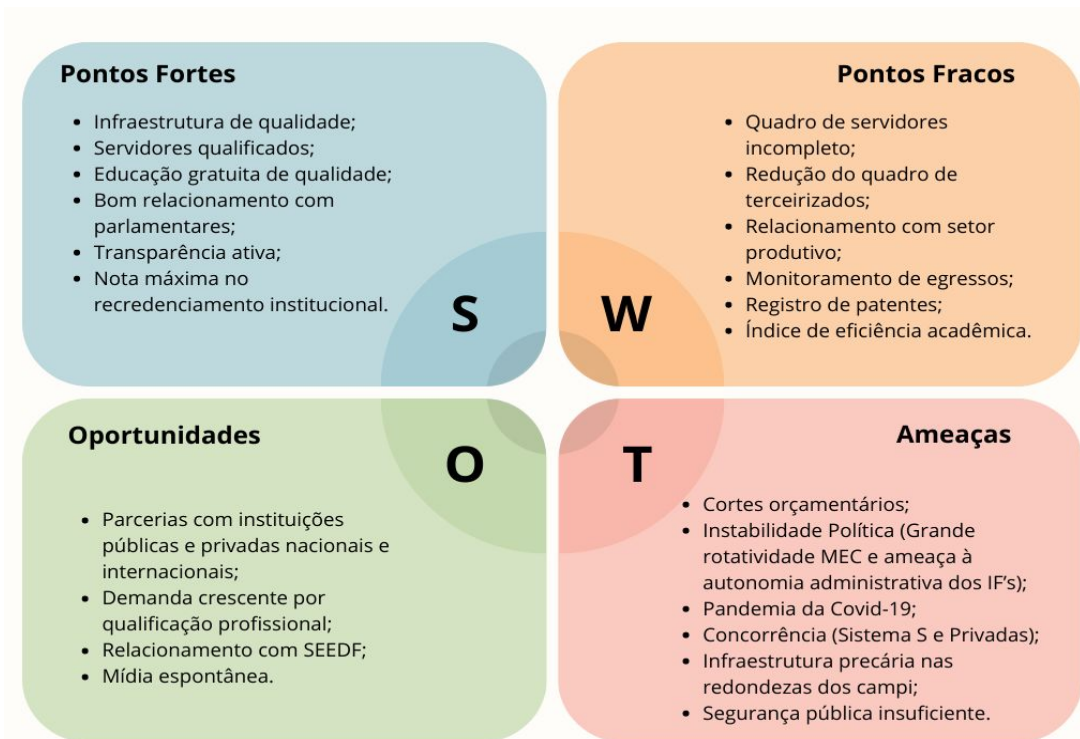 Pontos Fortes
• Infraestrutura de qualidade;
• Servidores qualificados;
• Educação gratuita de qualidade;
• Bom relacionamento com
parlamentares;
• Transparência ativa;
• Nota máxima no
recredenciamento institucional.
S
Pontos Fracos
• Quadro de servidores
incompleto;
• Redução do quadro de
terceirizados;
• Relacionamento com setor
produtivo;
• Monitoramento de egressos;
• Registro de patentes;
• Índice de eficiência acadêmica.
W
Oportunidades
O
• Parcerias com instituições
públicas e privadas nacionais e
internacionais;
• Demanda crescente por
qualificação profissional;
• Relacionamento com SEEDF;
• Mídia espontânea.
Ameaças
T
• Cortes orçamentários;
• Instabilidade Política (Grande
rotatividade MEC e ameaça à
autonomia administrativa dos IF's);
• Pandemia da Covid-19;
• Concorrência (Sistema S e Privadas);
• Infraestrutura precária nas
redondezas dos campi;
• Segurança pública insuficiente.